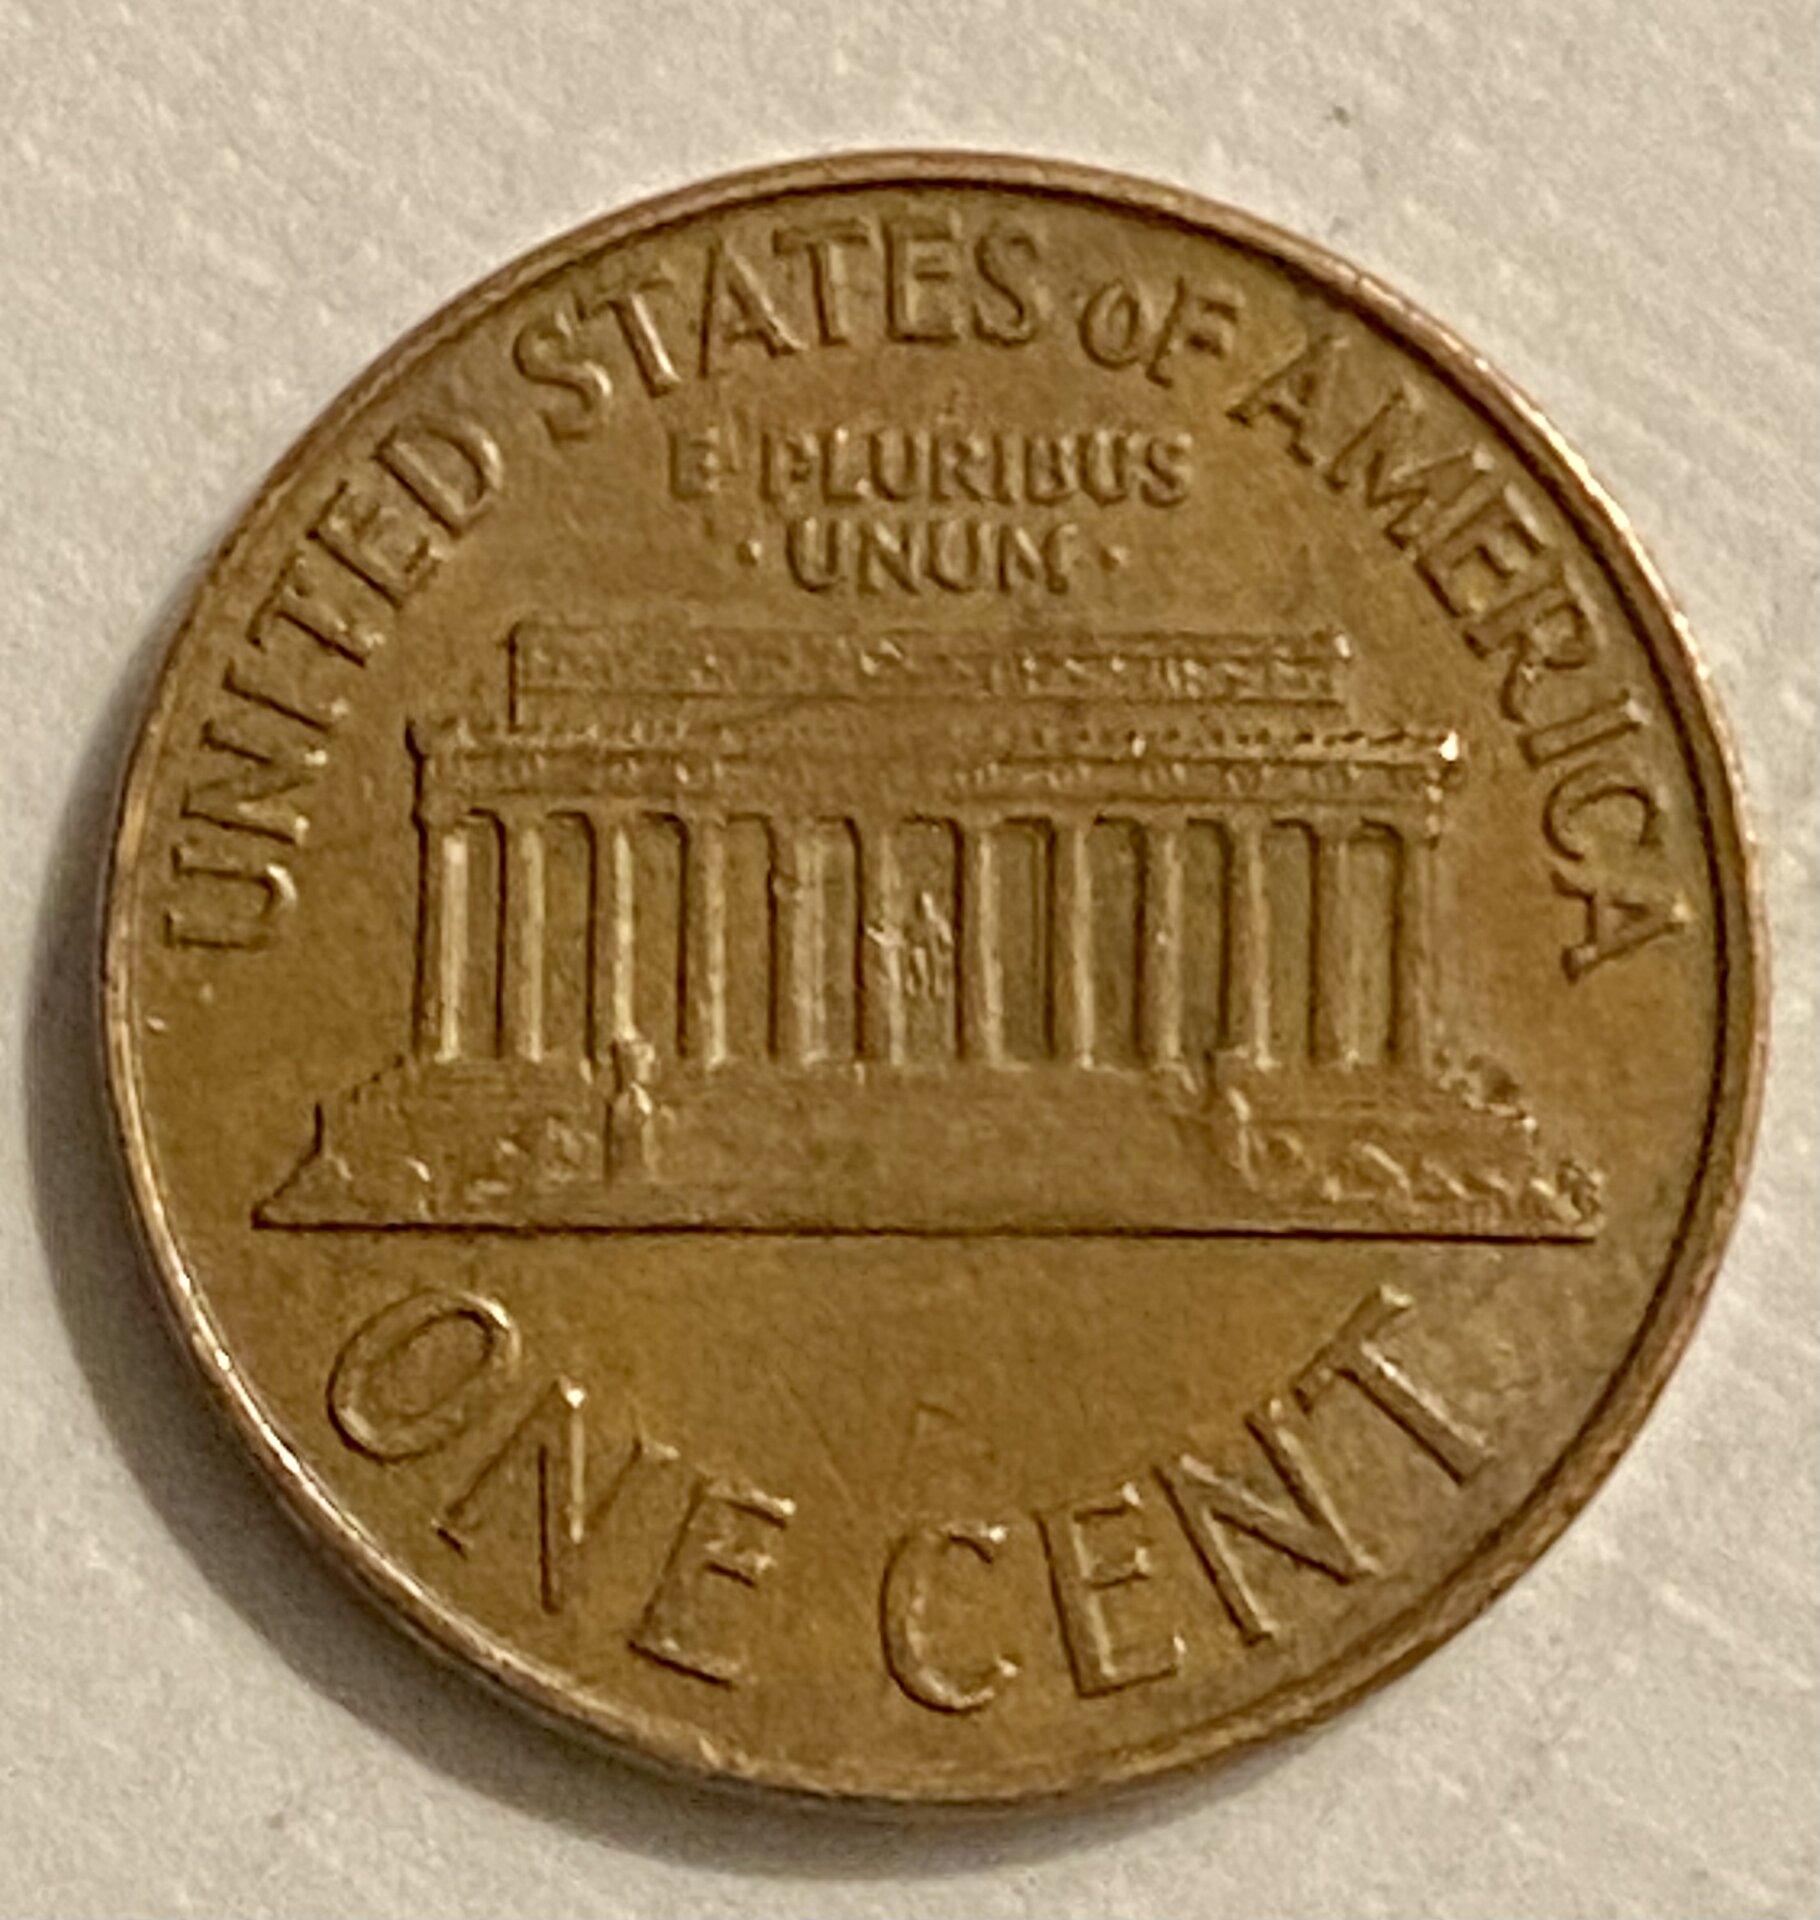 UNITED STATES OF AMERICA
E PLURIBUS
· UNUM ·
ONE CENT